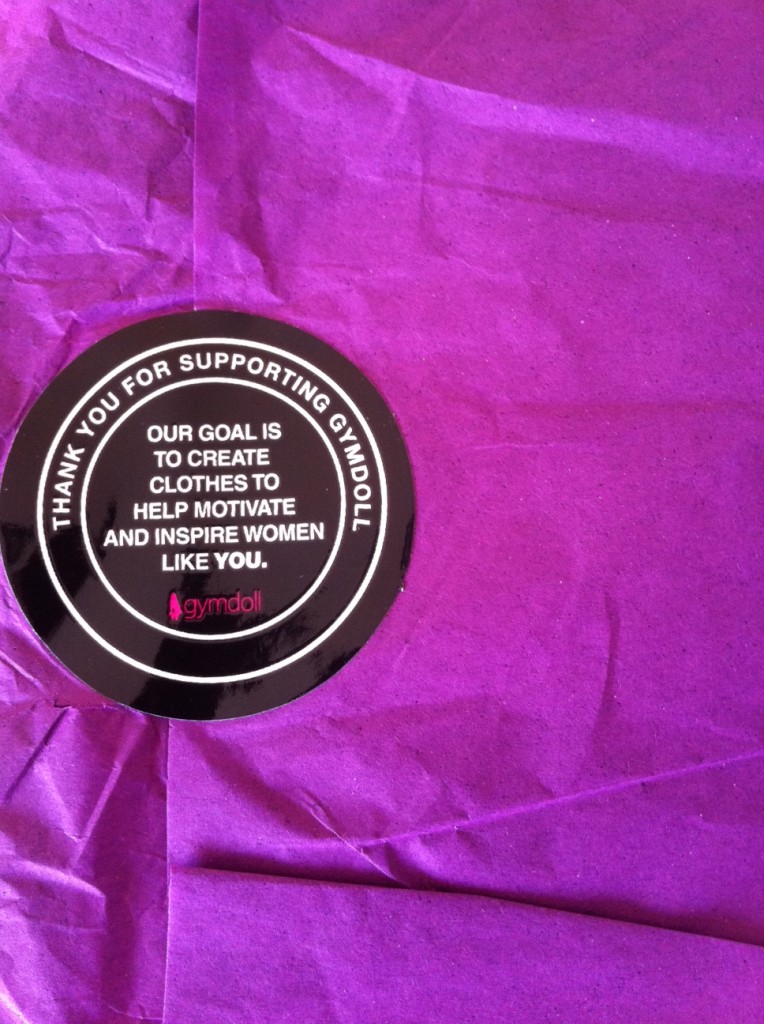 THANK YOU FOR SUPPORTING GYMDOLL
OUR GOAL IS
TO CREATE
CLOTHES TO
HELP MOTIVATE
AND INSPIRE WOMEN
LIKE YOU.
gymdoll